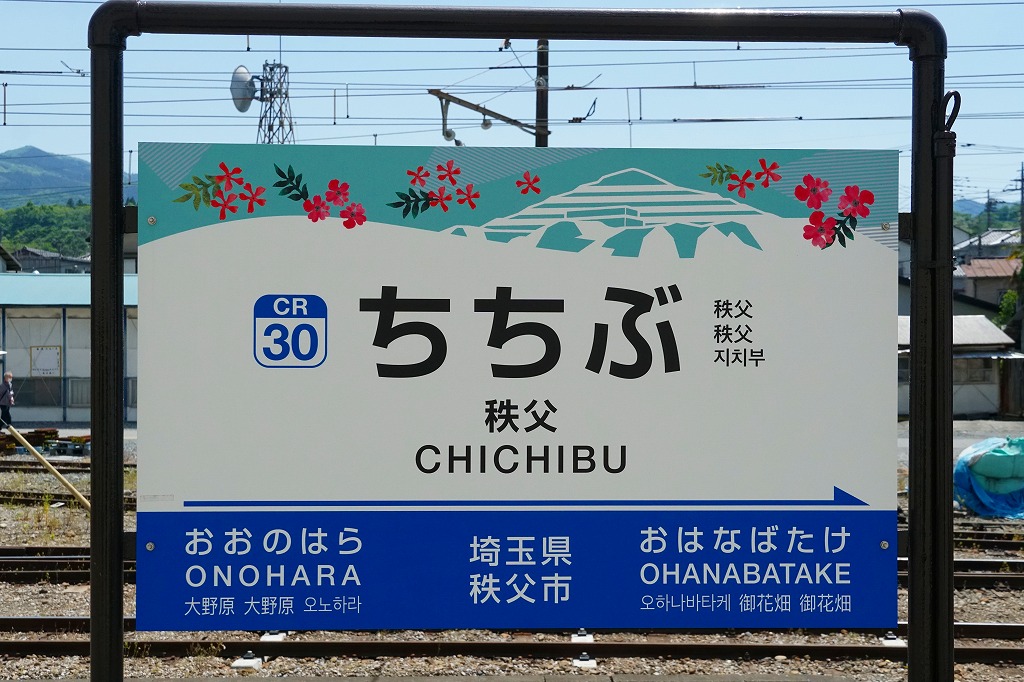 CR
30
ちちぶ
秩父
秩父
지치부
秩父
CHICHIBU
おおのはら
ONOHARA
大野原 大野原 오노하라
埼玉県
秩父市
おはなばたけ
OHANABATAKE
오하나바타케 御花畑 御花畑